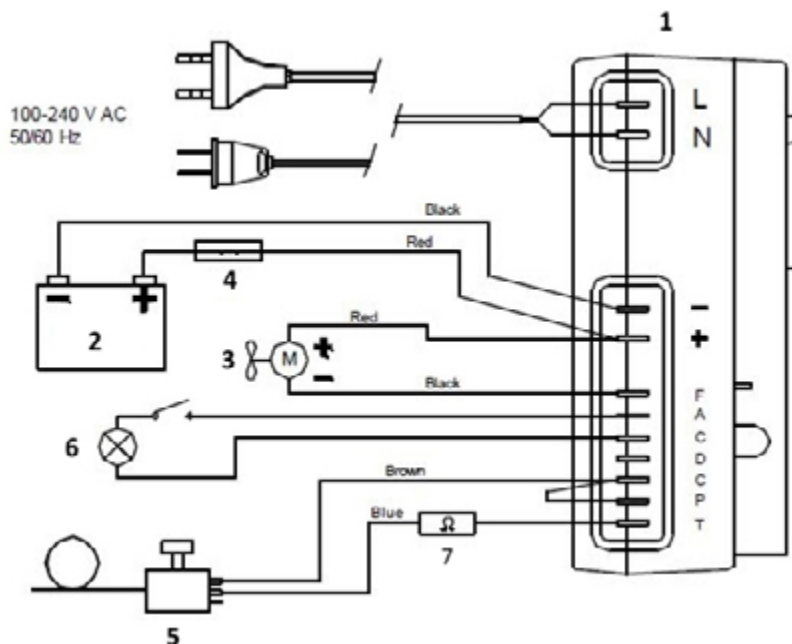 1
100-240 V AC
50/60 Hz
L
N
Black
Red
4
−
+
2
−
+
Red
3
M
+
−
Black
F
A
C
D
C
P
T
6
Brown
Blue
Ω
7
5